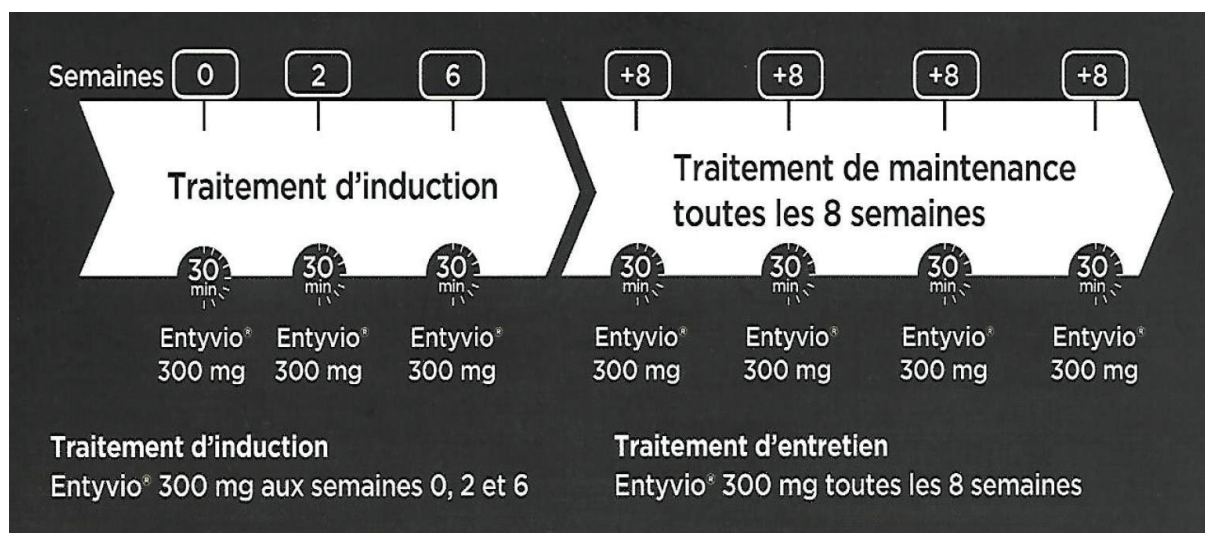 Semaines 0 2 6 +8 +8 +8 +8
Traitement d'induction
Traitement de maintenance
toutes les 8 semaines
30 30 30 30 30 30 30
min min min min min min min
Entyvio® Entyvio® Entyvio® Entyvio® Entyvio® Entyvio® Entyvio®
300 mg 300 mg 300 mg 300 mg 300 mg 300 mg 300 mg
Traitement d'induction
Entyvio® 300 mg aux semaines 0, 2 et 6
Traitement d'entretien
Entyvio® 300 mg toutes les 8 semaines